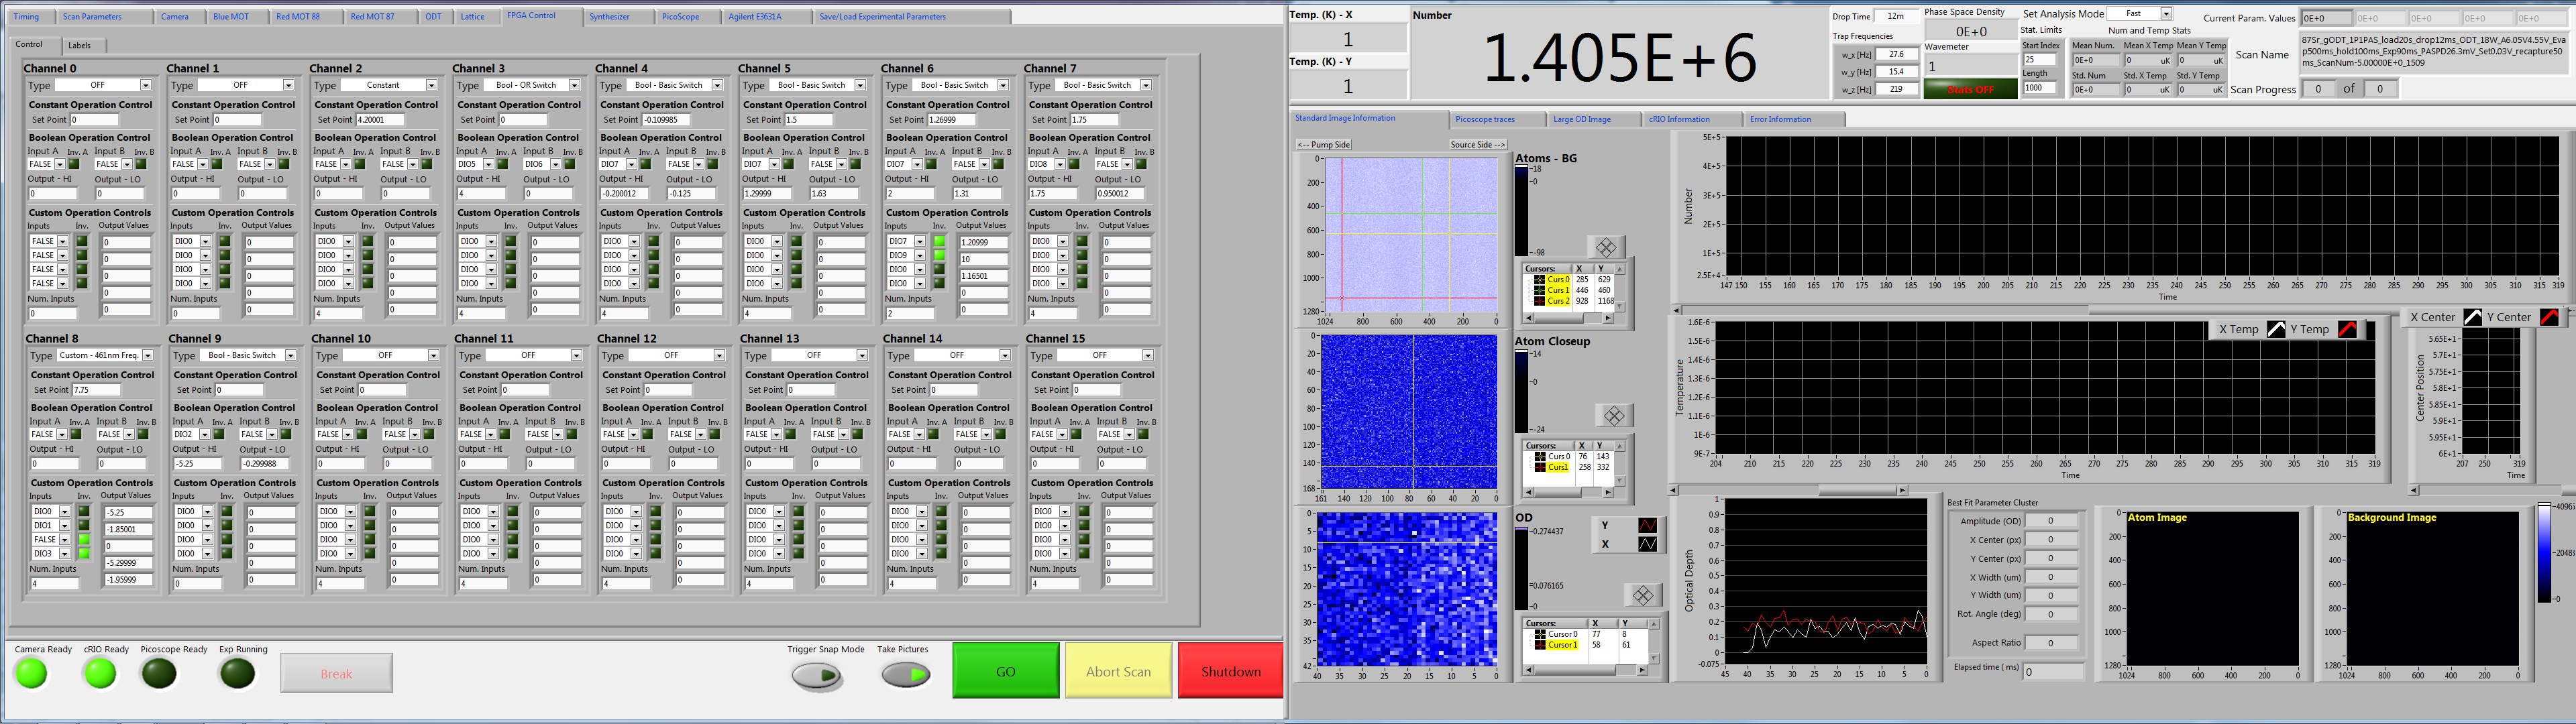 Timing Scan Parameters Camera Blue MOT Red MOT 88 Red MOT 87 ODT Lattice FPGA Control Synthesizer PicoScope Agilent E3631A Save/Load Experimental Parameters
Control Labels
Channel 0 Channel 1 Channel 2 Channel 3 Channel 4 Channel 5 Channel 6 Channel 7
Type OFF Type OFF Type Constant Type Bool - OR Switch Type Bool - Basic Switch Type Bool - Basic Switch Type Bool - Basic Switch Type Bool - Basic Switch
Constant Operation Control Constant Operation Control Constant Operation Control Constant Operation Control Constant Operation Control Constant Operation Control Constant Operation Control Constant Operation Control
Set Point 0 Set Point 0 Set Point 4.20001 Set Point 0 Set Point -0.109985 Set Point 1.5 Set Point 1.26999 Set Point 1.75
Boolean Operation Control Boolean Operation Control Boolean Operation Control Boolean Operation Control Boolean Operation Control Boolean Operation Control Boolean Operation Control Boolean Operation Control
Input A Inv. A Input B Inv. B Input A Inv. A Input B Inv. B Input A Inv. A Input B Inv. B Input A Inv. A Input B Inv. B Input A Inv. A Input B Inv. B Input A Inv. A Input B Inv. B Input A Inv. A Input B Inv. B Input A Inv. A Input B Inv. B
FALSE FALSE FALSE FALSE FALSE FALSE DIO5 DIO6 DIO7 FALSE DIO7 FALSE DIO7 FALSE DIO8 FALSE
Output - HI Output - LO Output - HI Output - LO Output - HI Output - LO Output - HI Output - LO Output - HI Output - LO Output - HI Output - LO Output - HI Output - LO Output - HI Output - LO
0 0 0 0 0 0 4 0 -0.200012 -0.125 1.29999 1.63 2 1.31 1.75 0.950012
Custom Operation Controls Custom Operation Controls Custom Operation Controls Custom Operation Controls Custom Operation Controls Custom Operation Controls Custom Operation Controls Custom Operation Controls
Inputs Inv. Output Values Inputs Inv. Output Values Inputs Inv. Output Values Inputs Inv. Output Values Inputs Inv. Output Values Inputs Inv. Output Values Inputs Inv. Output Values Inputs Inv. Output Values
FALSE 0 DIO0 0 DIO0 0 DIO0 0 DIO0 0 DIO0 0 DIO7 1.20999 DIO0 0
FALSE 0 DIO0 0 DIO0 0 DIO0 0 DIO0 0 DIO0 0 DIO9 10 DIO0 0
FALSE 0 DIO0 0 DIO0 0 DIO0 0 DIO0 0 DIO0 0 DIO0 1.16501 DIO0 0
FALSE 0 DIO0 0 DIO0 0 DIO0 0 DIO0 0 DIO0 0 DIO0 0 DIO0 0
Num. Inputs Num. Inputs Num. Inputs Num. Inputs Num. Inputs Num. Inputs Num. Inputs Num. Inputs
0 0 0 0 4 0 4 0 4 0 4 0 2 0 4 0
Channel 8 Channel 9 Channel 10 Channel 11 Channel 12 Channel 13 Channel 14 Channel 15
Type Custom - 461nm Freq. Type Bool - Basic Switch Type OFF Type OFF Type OFF Type OFF Type OFF Type OFF
Constant Operation Control Constant Operation Control Constant Operation Control Constant Operation Control Constant Operation Control Constant Operation Control Constant Operation Control Constant Operation Control
Set Point 7.75 Set Point 0 Set Point 0 Set Point 0 Set Point 0 Set Point 0 Set Point 0 Set Point 0
Boolean Operation Control Boolean Operation Control Boolean Operation Control Boolean Operation Control Boolean Operation Control Boolean Operation Control Boolean Operation Control Boolean Operation Control
Input A Inv. A Input B Inv. B Input A Inv. A Input B Inv. B Input A Inv. A Input B Inv. B Input A Inv. A Input B Inv. B Input A Inv. A Input B Inv. B Input A Inv. A Input B Inv. B Input A Inv. A Input B Inv. B Input A Inv. A Input B Inv. B
FALSE FALSE DIO2 FALSE FALSE FALSE FALSE FALSE FALSE FALSE FALSE FALSE FALSE FALSE FALSE FALSE
Output - HI Output - LO Output - HI Output - LO Output - HI Output - LO Output - HI Output - LO Output - HI Output - LO Output - HI Output - LO Output - HI Output - LO Output - HI Output - LO
0 0 -5.25 -0.299988 0 0 0 0 0 0 0 0 0 0 0 0
Custom Operation Controls Custom Operation Controls Custom Operation Controls Custom Operation Controls Custom Operation Controls Custom Operation Controls Custom Operation Controls Custom Operation Controls
Inputs Inv. Output Values Inputs Inv. Output Values Inputs Inv. Output Values Inputs Inv. Output Values Inputs Inv. Output Values Inputs Inv. Output Values Inputs Inv. Output Values Inputs Inv. Output Values
DIO0 -5.25 DIO0 0 DIO0 0 DIO0 0 DIO0 0 DIO0 0 DIO0 0 DIO0 0
DIO1 -1.85001 DIO0 0 DIO0 0 DIO0 0 DIO0 0 DIO0 0 DIO0 0 DIO0 0
FALSE 0 DIO0 0 DIO0 0 DIO0 0 DIO0 0 DIO0 0 DIO0 0 DIO0 0
DIO3 -5.29999 DIO0 0 DIO0 0 DIO0 0 DIO0 0 DIO0 0 DIO0 0 DIO0 0
Num. Inputs Num. Inputs Num. Inputs Num. Inputs Num. Inputs Num. Inputs Num. Inputs Num. Inputs
4 -1.95999 0 0 4 0 4 0 4 0 4 0 4 0 4 0
Camera Ready cRIO Ready Picoscope Ready Exp Running
Break
Trigger Snap Mode Take Pictures
GO Abort Scan Shutdown
Temp. (K) - X
1
Temp. (K) - Y
1
Number
1.405E+6
Drop Time 12m
Trap Frequencies
w_x [Hz] 27.6
w_y [Hz] 15.4
w_z [Hz] 219
Phase Space Density
0E+0
Wavemeter
1
Stats OFF
Set Analysis Mode Fast
Stat. Limits
Start Index
25
Length
1000
Num and Temp Stats
Mean Num. Mean X Temp Mean Y Temp
0E+0 0 uK 0 uK
Std. Num Std. X Temp Std. Y Temp
0E+0 0 uK 0 uK
Current Param. Values 0E+0 0E+0 0E+0 0E+0 0E+0
Scan Name
87Sr_gODT_1P1PAS_load20s_drop12ms_ODT_18W_A6.05V4.55V_Eva
p500ms_hold100ms_Exp90ms_PASPD26.3mV_Set0.03V_recapture50
ms_ScanNum-5.00000E+0_1509
Scan Progress 0 of 0
Standard Image Information Picoscope traces Large OD Image cRIO Information Error Information
<-- Pump Side Source Side -->
0
200
400
600
800
1000
1280
1024 800 600 400 200 0
Atoms - BG
18
0
-98
Cursors: X Y
Curs 0 285 629
Curs 1 446 460
Curs 2 928 1168
0
20
40
60
80
100
120
140
168
161 140 120 100 80 60 40 20 0
Atom Closeup
14
0
-24
Cursors: X Y
Curs 0 76 143
Curs1 258 332
0
5
10
15
20
25
30
35
42
40 35 30 25 20 15 10 5 0
OD
0.274437
0.076165
0
Y
X
Cursors: X Y
Cursor 0 77 8
Cursor 1 58 61
Number
5E+5
4E+5
3E+5
2E+5
1E+5
2.5E+4
147 150 155 160 165 170 175 180 185 190 195 200 205 210 215 220 225 230 235 240 245 250 255 260 265 270 275 280 285 290 295 300 305 310 319
Time
X Temp Y Temp
Temperature
1.6E-6
1.5E-6
1.4E-6
1.3E-6
1.2E-6
1.1E-6
1E-6
9E-7
204 210 215 220 225 230 235 240 245 250 255 260 265 270 275 280 285 290 295 300 305 310 319
Time
X Center Y Center
Center Position
5.65E+1
5.7E+1
5.75E+1
5.8E+1
5.85E+1
5.9E+1
5.95E+1
6E+1
207 250 319
Time
Optical Depth
1
0.9
0.8
0.7
0.6
0.5
0.4
0.3
0.2
0.1
0
-0.075
45 40 35 30 25 20 15 10 5 0
Best Fit Parameter Cluster
Amplitude (OD) 0
X Center (px) 0
Y Center (px) 0
X Width (um) 0
Y Width (um) 0
Rot. Angle (deg) 0
Aspect Ratio 0
Elapsed time ( ms) 0
Atom Image
0
200
400
600
800
1000
1280
1024 800 600 400 200 0
Background Image
0
200
400
600
800
1000
1280
1024 800 600 400 200 0
0